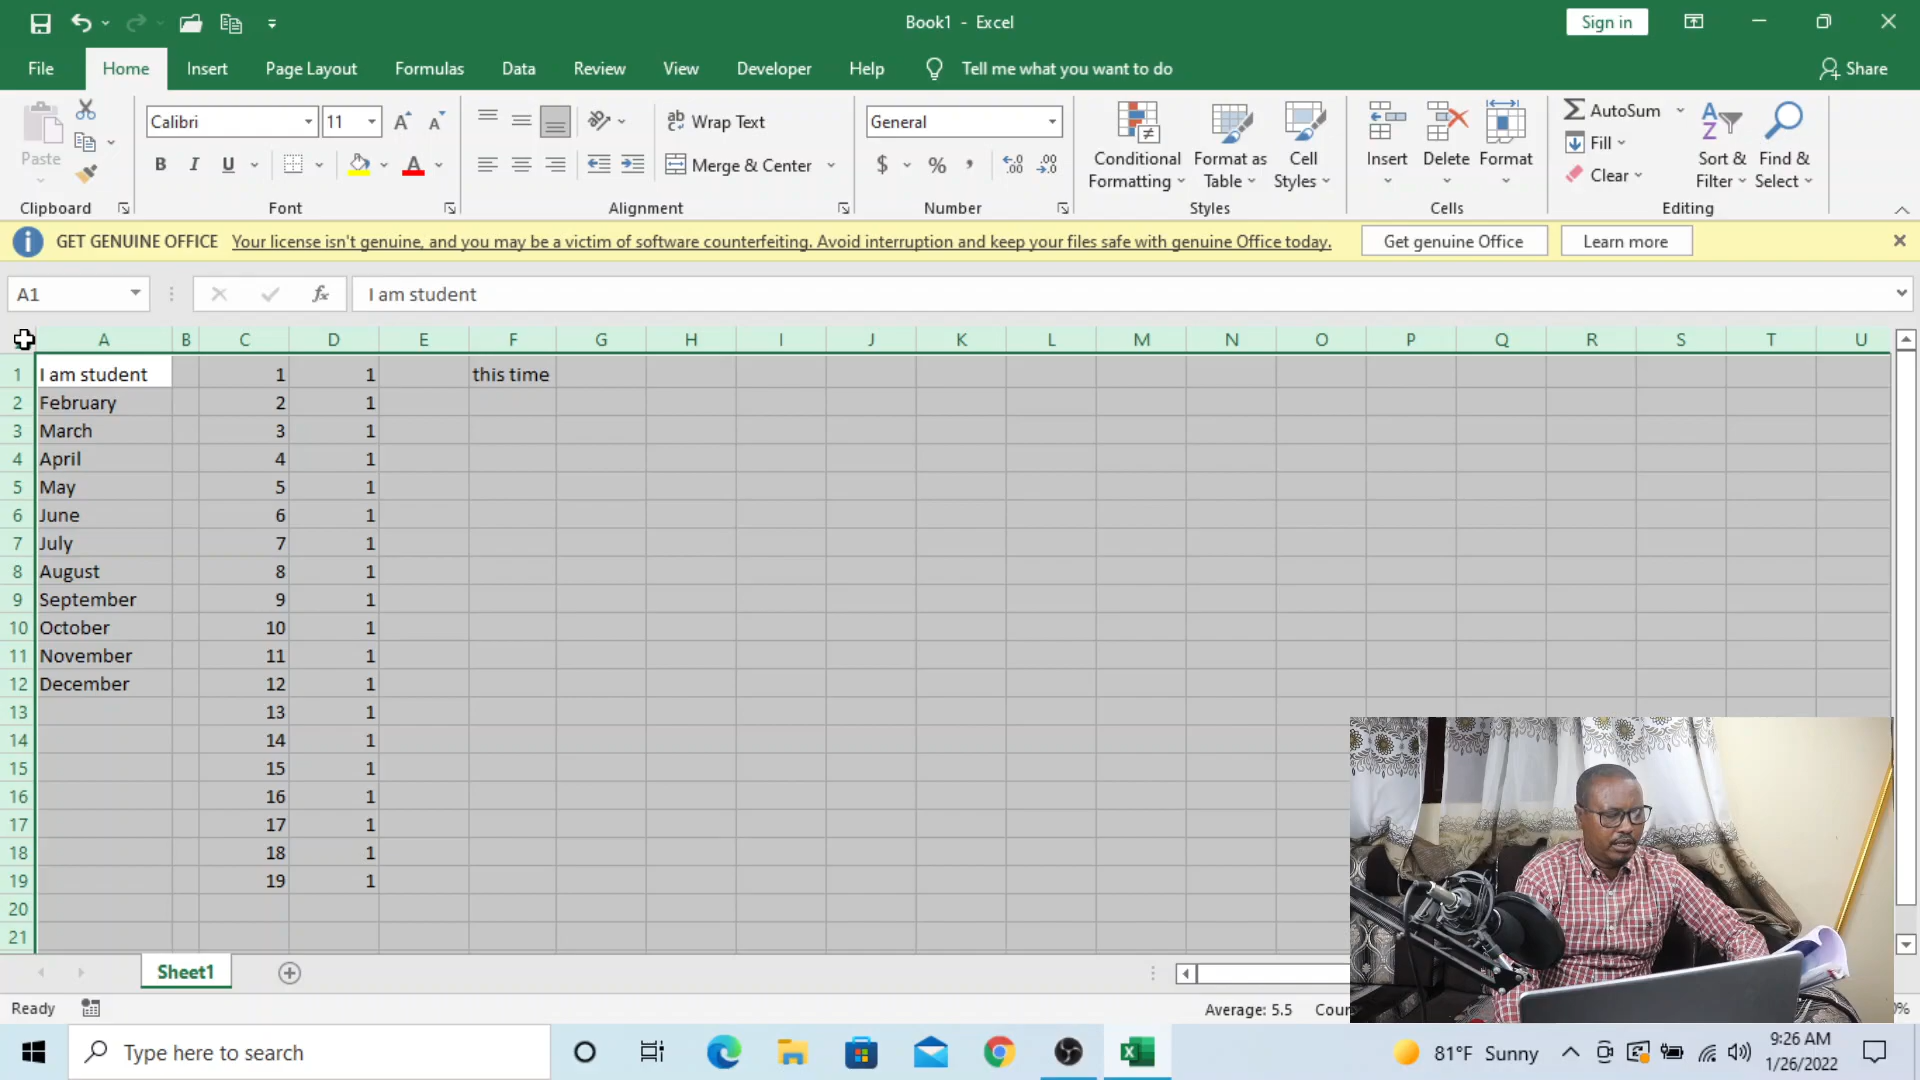 Book1 - Excel
Sign in
File Home Insert Page Layout Formulas Data Review View Developer Help Tell me what you want to do Share
Calibri 11 Wrap Text General AutoSum
Paste Merge & Center $ % Conditional Formatting Format as Table Cell Styles Insert Delete Format Fill Clear Sort & Filter Find & Select
Clipboard Font Alignment Number Styles Cells Editing
GET GENUINE OFFICE Your license isn't genuine, and you may be a victim of software counterfeiting. Avoid interruption and keep your files safe with genuine Office today. Get genuine Office Learn more
A1 fx I am student
A B C D E F G H I J K L M N O P Q R S T U
1 I am student 1 1 this time
2 February 2 1
3 March 3 1
4 April 4 1
5 May 5 1
6 June 6 1
7 July 7 1
8 August 8 1
9 September 9 1
10 October 10 1
11 November 11 1
12 December 12 1
13 13 1
14 14 1
15 15 1
16 16 1
17 17 1
18 18 1
19 19 1
20
21
Sheet1
Ready Average: 5.5
Type here to search 81°F Sunny 9:26 AM
1/26/2022